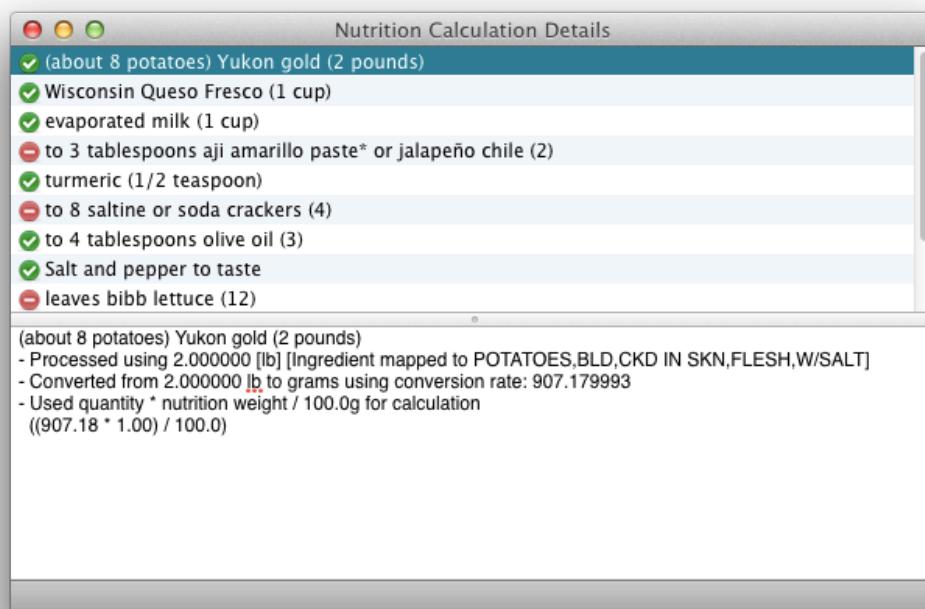 Nutrition Calculation Details
(about 8 potatoes) Yukon gold (2 pounds)
Wisconsin Queso Fresco (1 cup)
evaporated milk (1 cup)
to 3 tablespoons aji amarillo paste* or jalapeño chile (2)
turmeric (1/2 teaspoon)
to 8 saltine or soda crackers (4)
to 4 tablespoons olive oil (3)
Salt and pepper to taste
leaves bibb lettuce (12)
(about 8 potatoes) Yukon gold (2 pounds)
- Processed using 2.000000 [lb] [Ingredient mapped to POTATOES,BLD,CKD IN SKN,FLESH,W/SALT]
- Converted from 2.000000 lb to grams using conversion rate: 907.179993
- Used quantity * nutrition weight / 100.0g for calculation
((907.18 * 1.00) / 100.0)